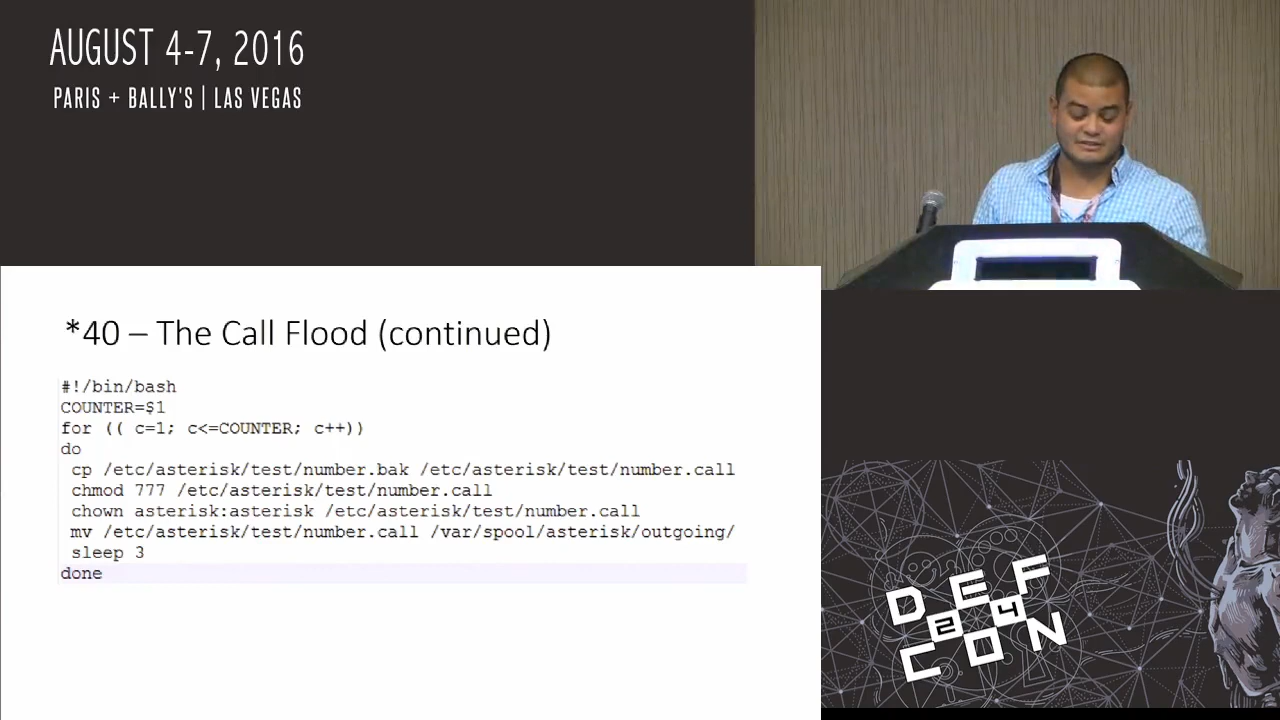 AUGUST 4-7, 2016
PARIS + BALLY'S | LAS VEGAS
*40 – The Call Flood (continued)
#!/bin/bash
COUNTER=$1
for (( c=1; c<=COUNTER; c++))
do
cp /etc/asterisk/test/number.bak /etc/asterisk/test/number.call
chmod 777 /etc/asterisk/test/number.call
chown asterisk:asterisk /etc/asterisk/test/number.call
mv /etc/asterisk/test/number.call /var/spool/asterisk/outgoing/
sleep 3
done
DEF
24
CON